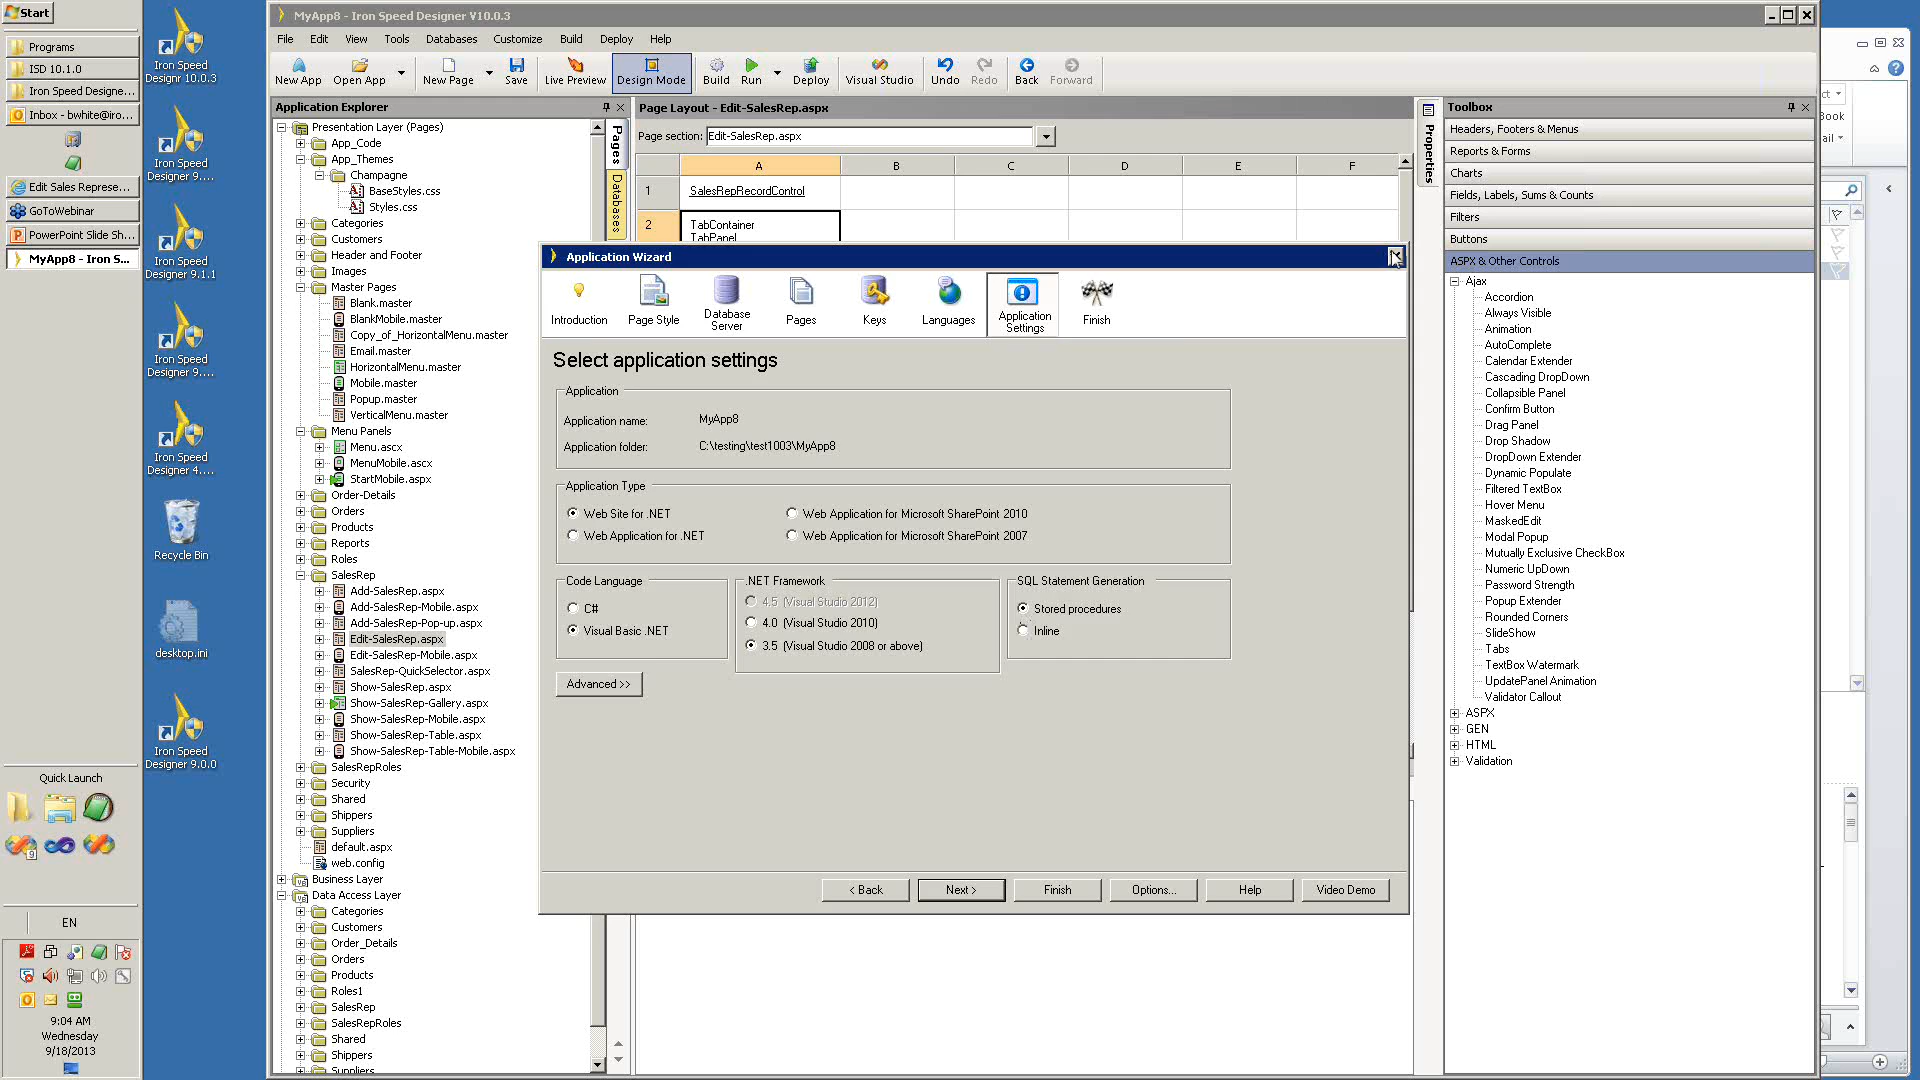 Start
Programs
ISD 10.1.0
Iron Speed Designe...
Inbox - bwhite@iro...
Edit Sales Represe...
GoToWebinar
PowerPoint Slide Sh...
MyApp8 - Iron S...
Quick Launch
9
EN
9:04 AM
Wednesday
9/18/2013
Iron Speed
Designr 10.0.3
Iron Speed
Designer 9....
Iron Speed
Designer 9.1.1
Iron Speed
Designer 9....
Iron Speed
Designer 4....
Recycle Bin
desktop.ini
Iron Speed
Designer 9.0.0
MyApp8 - Iron Speed Designer V10.0.3
File Edit View Tools Databases Customize Build Deploy Help
New App Open App New Page Save Live Preview Design Mode Build Run Deploy Visual Studio Undo Redo Back Forward
Application Explorer
Presentation Layer (Pages)
App_Code
App_Themes
Champagne
BaseStyles.css
Styles.css
Categories
Customers
Header and Footer
Images
Master Pages
Blank.master
BlankMobile.master
Copy_of_HorizontalMenu.master
Email.master
HorizontalMenu.master
Mobile.master
Popup.master
VerticalMenu.master
Menu Panels
Menu.ascx
MenuMobile.ascx
StartMobile.aspx
Order-Details
Orders
Products
Reports
Roles
SalesRep
Add-SalesRep.aspx
Add-SalesRep-Mobile.aspx
Add-SalesRep-Pop-up.aspx
Edit-SalesRep.aspx
Edit-SalesRep-Mobile.aspx
SalesRep-QuickSelector.aspx
Show-SalesRep.aspx
Show-SalesRep-Gallery.aspx
Show-SalesRep-Mobile.aspx
Show-SalesRep-Table.aspx
Show-SalesRep-Table-Mobile.aspx
SalesRepRoles
Security
Shared
Shippers
Suppliers
default.aspx
web.config
Business Layer
Data Access Layer
Categories
Customers
Order_Details
Orders
Products
Roles1
SalesRep
SalesRepRoles
Shared
Shippers
Suppliers
Pages
Databases
Page Layout - Edit-SalesRep.aspx
Page section: Edit-SalesRep.aspx
A B C D E F
1 SalesRepRecordControl
2 TabContainer
TabPanel
Properties
Application Wizard
Introduction
Page Style
Database
Server
Pages
Keys
Languages
Application
Settings
Finish
Select application settings
Application
Application name: MyApp8
Application folder: C:\testing\test1003\MyApp8
Application Type
Web Site for .NET
Web Application for Microsoft SharePoint 2010
Web Application for .NET
Web Application for Microsoft SharePoint 2007
Code Language
C#
Visual Basic .NET
.NET Framework
4.5 (Visual Studio 2012)
4.0 (Visual Studio 2010)
3.5 (Visual Studio 2008 or above)
SQL Statement Generation
Stored procedures
Inline
Advanced >>
< Back
Next >
Finish
Options...
Help
Video Demo
Toolbox
Headers, Footers & Menus
Reports & Forms
Charts
Fields, Labels, Sums & Counts
Filters
Buttons
ASPX & Other Controls
Ajax
Accordion
Always Visible
Animation
AutoComplete
Calendar Extender
Cascading DropDown
Collapsible Panel
Confirm Button
Drag Panel
Drop Shadow
DropDown Extender
Dynamic Populate
Filtered TextBox
Hover Menu
MaskedEdit
Modal Popup
Mutually Exclusive CheckBox
Numeric UpDown
Password Strength
Popup Extender
Rounded Corners
SlideShow
Tabs
TextBox Watermark
UpdatePanel Animation
Validator Callout
ASPX
GEN
HTML
Validation
ct
Book
ail